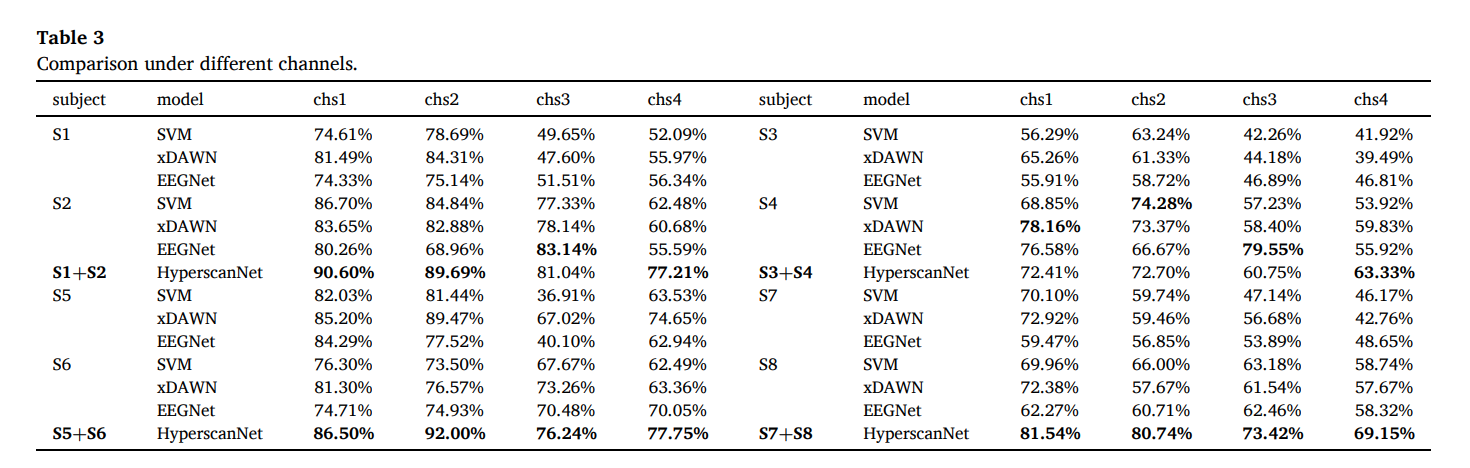 Table 3
Comparison under different channels.
subject model chs1 chs2 chs3 chs4 subject model chs1 chs2 chs3 chs4
S1 SVM 74.61% 78.69% 49.65% 52.09% S3 SVM 56.29% 63.24% 42.26% 41.92%
xDAWN 81.49% 84.31% 47.60% 55.97% xDAWN 65.26% 61.33% 44.18% 39.49%
EEGNet 74.33% 75.14% 51.51% 56.34% EEGNet 55.91% 58.72% 46.89% 46.81%
S2 SVM 86.70% 84.84% 77.33% 62.48% S4 SVM 68.85% 74.28% 57.23% 53.92%
xDAWN 83.65% 82.88% 78.14% 60.68% xDAWN 78.16% 73.37% 58.40% 59.83%
EEGNet 80.26% 68.96% 83.14% 55.59% EEGNet 76.58% 66.67% 79.55% 55.92%
S1+S2 HyperscanNet 90.60% 89.69% 81.04% 77.21% S3+S4 HyperscanNet 72.41% 72.70% 60.75% 63.33%
S5 SVM 82.03% 81.44% 36.91% 63.53% S7 SVM 70.10% 59.74% 47.14% 46.17%
xDAWN 85.20% 89.47% 67.02% 74.65% xDAWN 72.92% 59.46% 56.68% 42.76%
EEGNet 84.29% 77.52% 40.10% 62.94% EEGNet 59.47% 56.85% 53.89% 48.65%
S6 SVM 76.30% 73.50% 67.67% 62.49% S8 SVM 69.96% 66.00% 63.18% 58.74%
xDAWN 81.30% 76.57% 73.26% 63.36% xDAWN 72.38% 57.67% 61.54% 57.67%
EEGNet 74.71% 74.93% 70.48% 70.05% EEGNet 62.27% 60.71% 62.46% 58.32%
S5+S6 HyperscanNet 86.50% 92.00% 76.24% 77.75% S7+S8 HyperscanNet 81.54% 80.74% 73.42% 69.15%